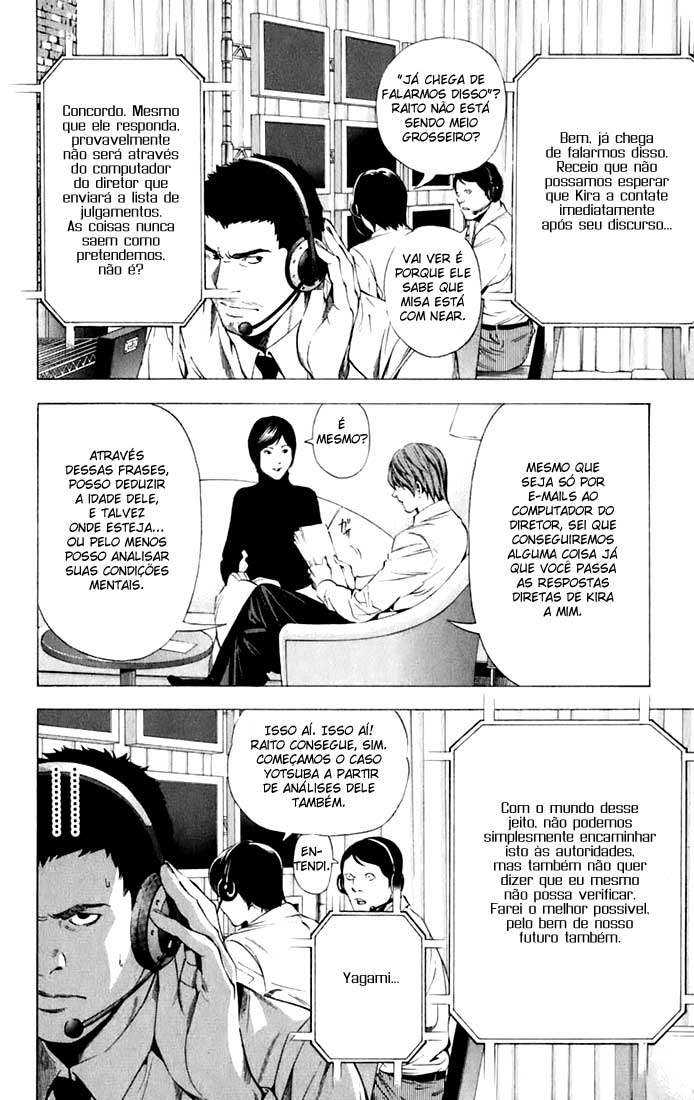 Bem, já chega
de falarmos disso.
Receio que não
possamos esperar
que Kira a contate
imediatamente
após seu discurso...
"JÁ CHEGA DE
FALARMOS DISSO"?
RAITO NÃO ESTÁ
SENDO MEIO
GROSSEIRO?
VAI VER É
PORQUE ELE
SABE QUE
MISA ESTÁ
COM NEAR.
Concordo. Mesmo
que ele responda,
provavelmente
não será através
do computador
do diretor que
enviará a lista de
julgamentos.
As coisas nunca
saem como
pretendemos,
não é?
MESMO QUE
SEJA SÓ POR
E-MAILS AO
COMPUTADOR DO
DIRETOR, SEI QUE
CONSEGUIREMOS
ALGUMA COISA JÁ
QUE VOCÊ PASSA
AS RESPOSTAS
DIRETAS DE KIRA
A MIM.
É
MESMO?
ATRAVÉS
DESSAS FRASES,
POSSO DEDUZIR
A IDADE DELE,
E TALVEZ
ONDE ESTEJA...
OU PELO MENOS
POSSO ANALISAR
SUAS CONDIÇÕES
MENTAIS.
Com o mundo desse
jeito, não podemos
simplesmente encaminhar
isto às autoridades,
mas também não quer
dizer que eu mesmo
não possa verificar.
Farei o melhor possível,
pelo bem de nosso
futuro também.
ISSO AÍ. ISSO AÍ!
RAITO CONSEGUE, SIM.
COMEÇAMOS O CASO
YOTSUBA A PARTIR
DE ANÁLISES DELE
TAMBÉM.
EN-
TENDI.
Yagami...
!!